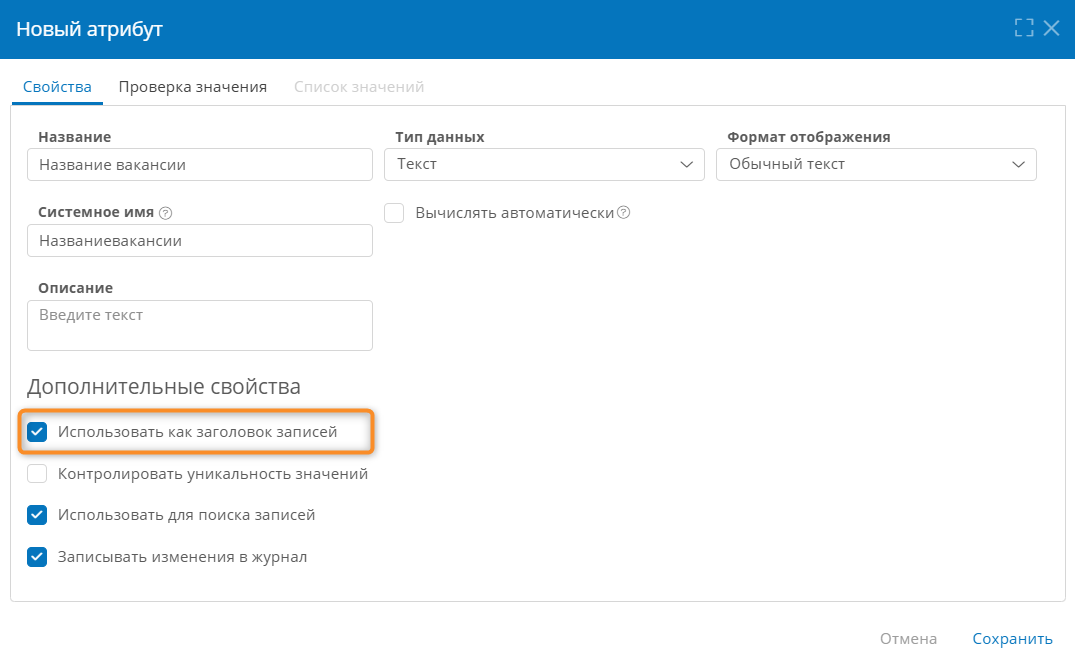 Новый атрибут
Свойства Проверка значения Список значений
Название Тип данных Формат отображения
Название вакансии Текст Обычный текст
Системное имя ? Вычислять автоматически ?
Названиевакансии
Описание
Введите текст
Дополнительные свойства
Использовать как заголовок записей
Контролировать уникальность значений
Использовать для поиска записей
Записывать изменения в журнал
Отмена Сохранить